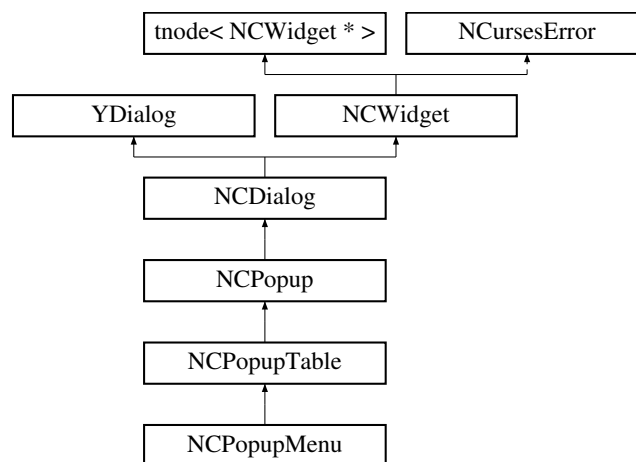 tnode< NCWidget * >
NCursesError
YDialog
NCWidget
NCDialog
NCPopup
NCPopupTable
NCPopupMenu